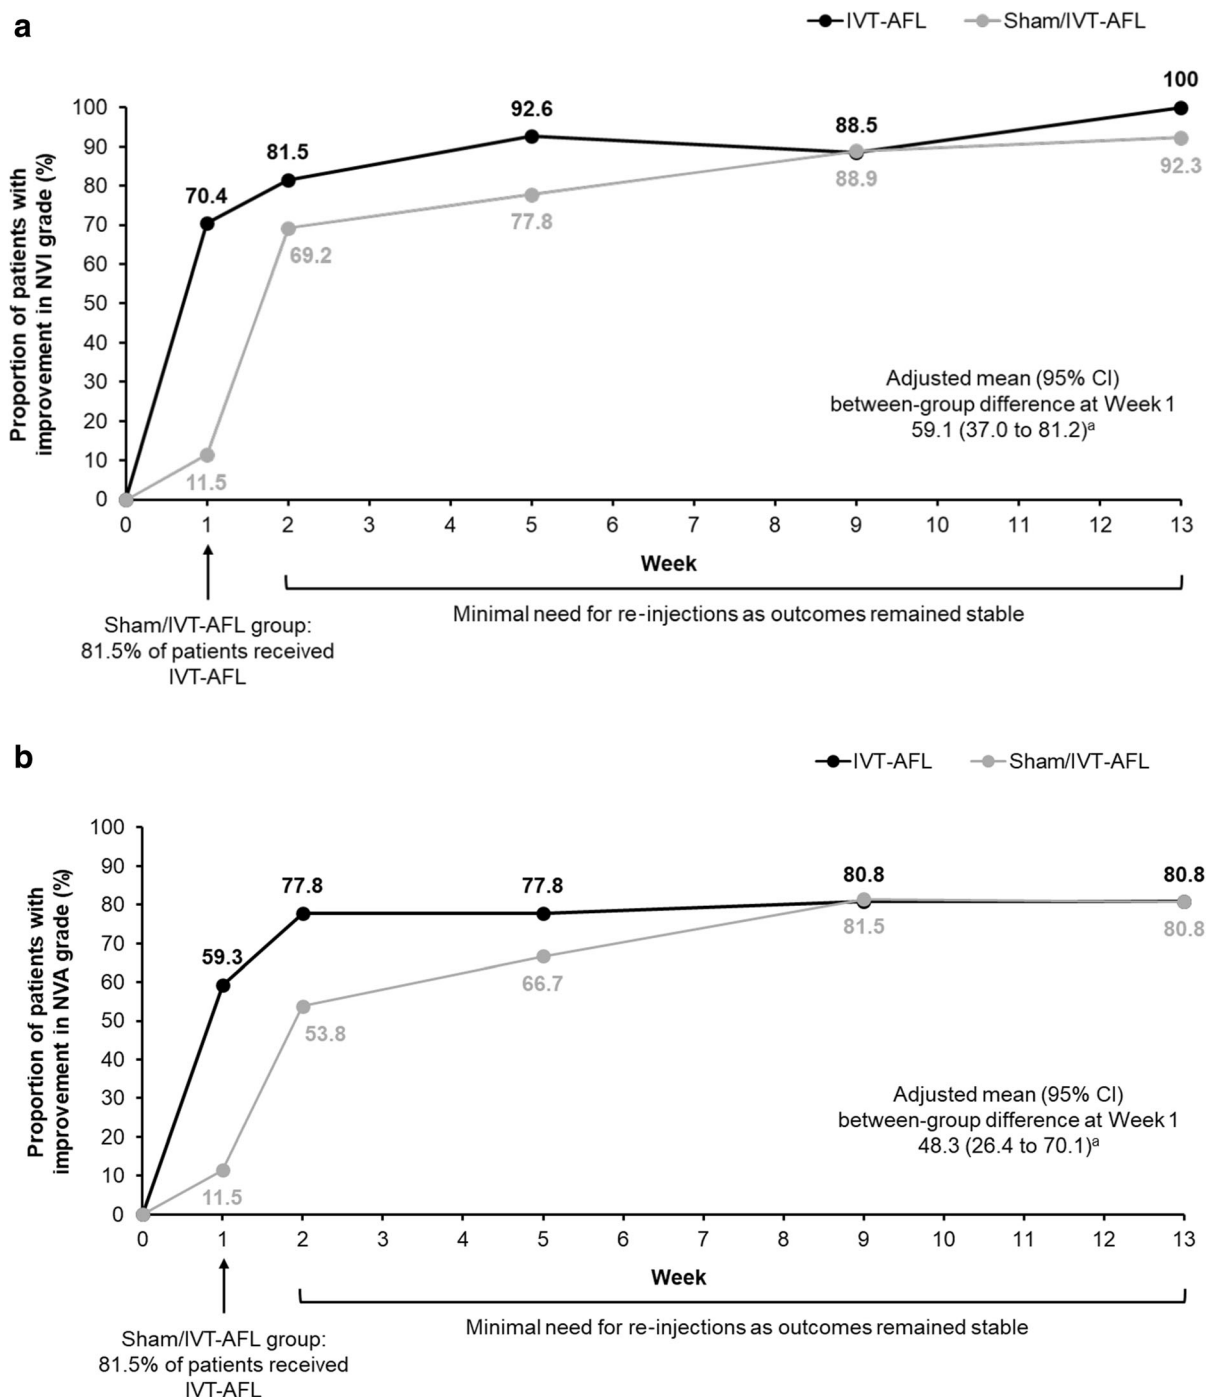 a
IVT-AFL Sham/IVT-AFL
Proportion of patients with
improvement in NVI grade (%)
100
90
80
70
60
50
40
30
20
10
0
70.4
81.5
92.6
88.5
100
11.5
69.2
77.8
88.9
92.3
Adjusted mean (95% CI)
between-group difference at Week 1
59.1 (37.0 to 81.2)a
0 1 2 3 4 5 6 7 8 9 10 11 12 13
Week
Sham/IVT-AFL group:
81.5% of patients received
IVT-AFL
Minimal need for re-injections as outcomes remained stable
b
IVT-AFL Sham/IVT-AFL
Proportion of patients with
improvement in NVA grade (%)
100
90
80
70
60
50
40
30
20
10
0
59.3
77.8
77.8
80.8
80.8
11.5
53.8
66.7
81.5
80.8
Adjusted mean (95% CI)
between-group difference at Week 1
48.3 (26.4 to 70.1)a
0 1 2 3 4 5 6 7 8 9 10 11 12 13
Week
Sham/IVT-AFL group:
81.5% of patients received
IVT-AFL
Minimal need for re-injections as outcomes remained stable